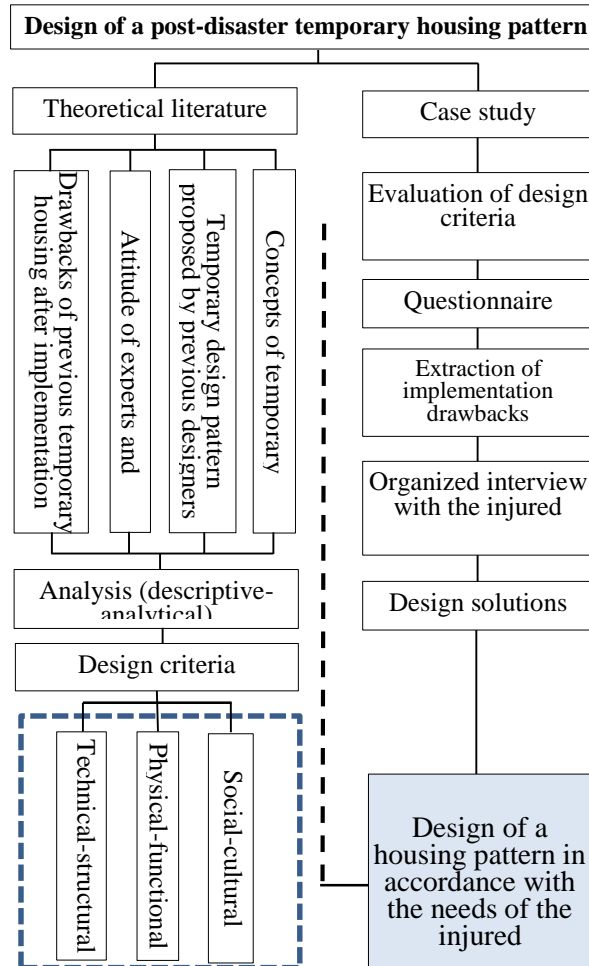 Design of a post-disaster temporary housing pattern
Theoretical literature
Drawbacks of previous temporary
housing after implementation
Attitude of experts and
Temporary design pattern
proposed by previous designers
Concepts of temporary
Analysis (descriptive-
analytical)
Design criteria
Technical-structural
Physical-functional
Social-cultural
Case study
Evaluation of design
criteria
Questionnaire
Extraction of
implementation
drawbacks
Organized interview
with the injured
Design solutions
Design of a
housing pattern in
accordance with
the needs of the
injured